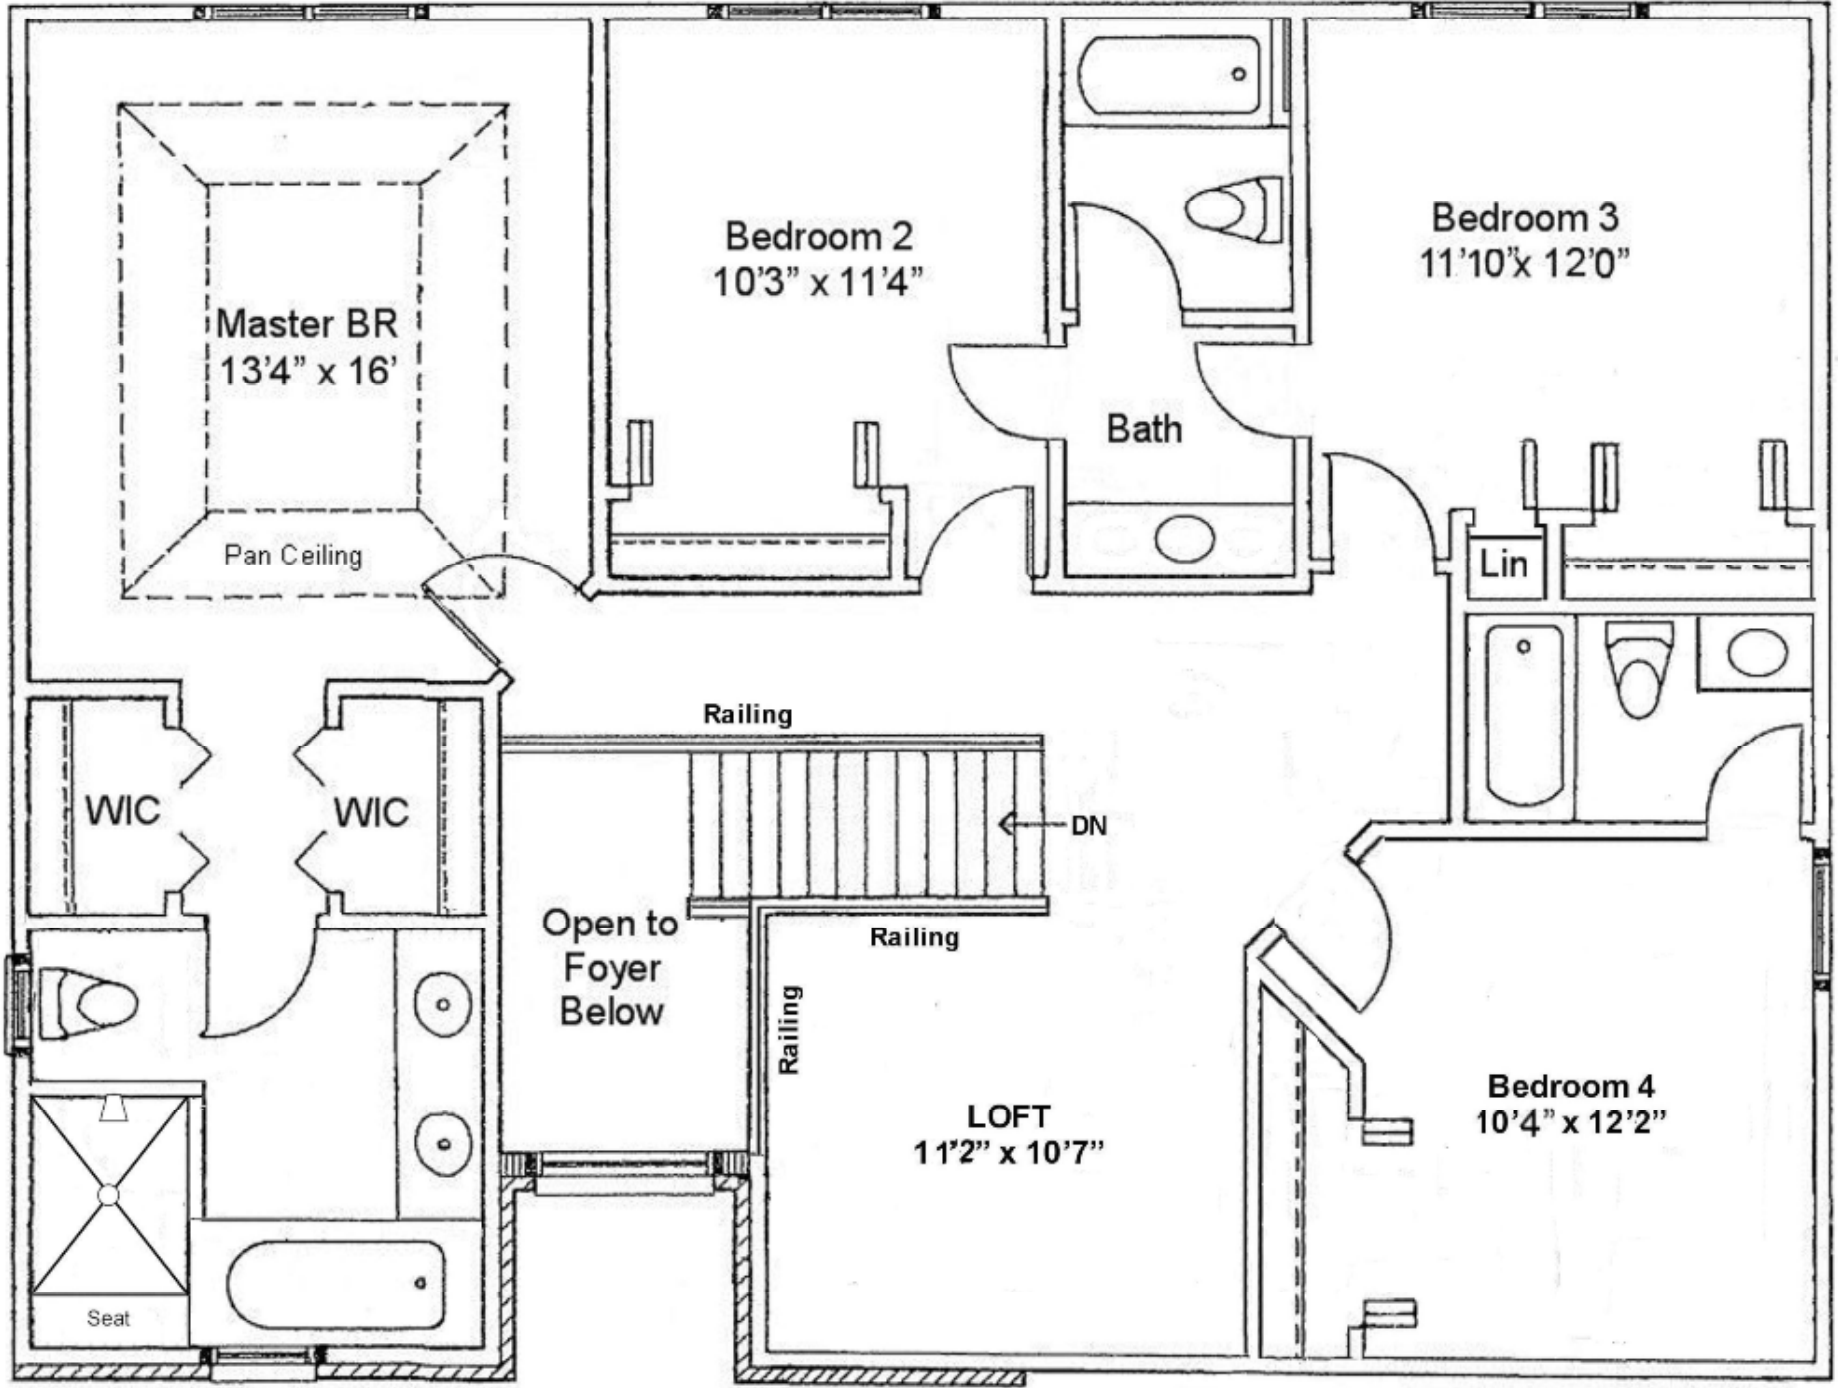 Master BR
13'4” x 16'
Pan Ceiling
Bedroom 2
10'3” x 11'4”
Bath
Bedroom 3
11'10”x 12'0”
Lin
WIC
WIC
Railing
DN
Railing
Open to
Foyer
Below
Railing
LOFT
11'2” x 10'7”
Bedroom 4
10'4” x 12'2”
Seat